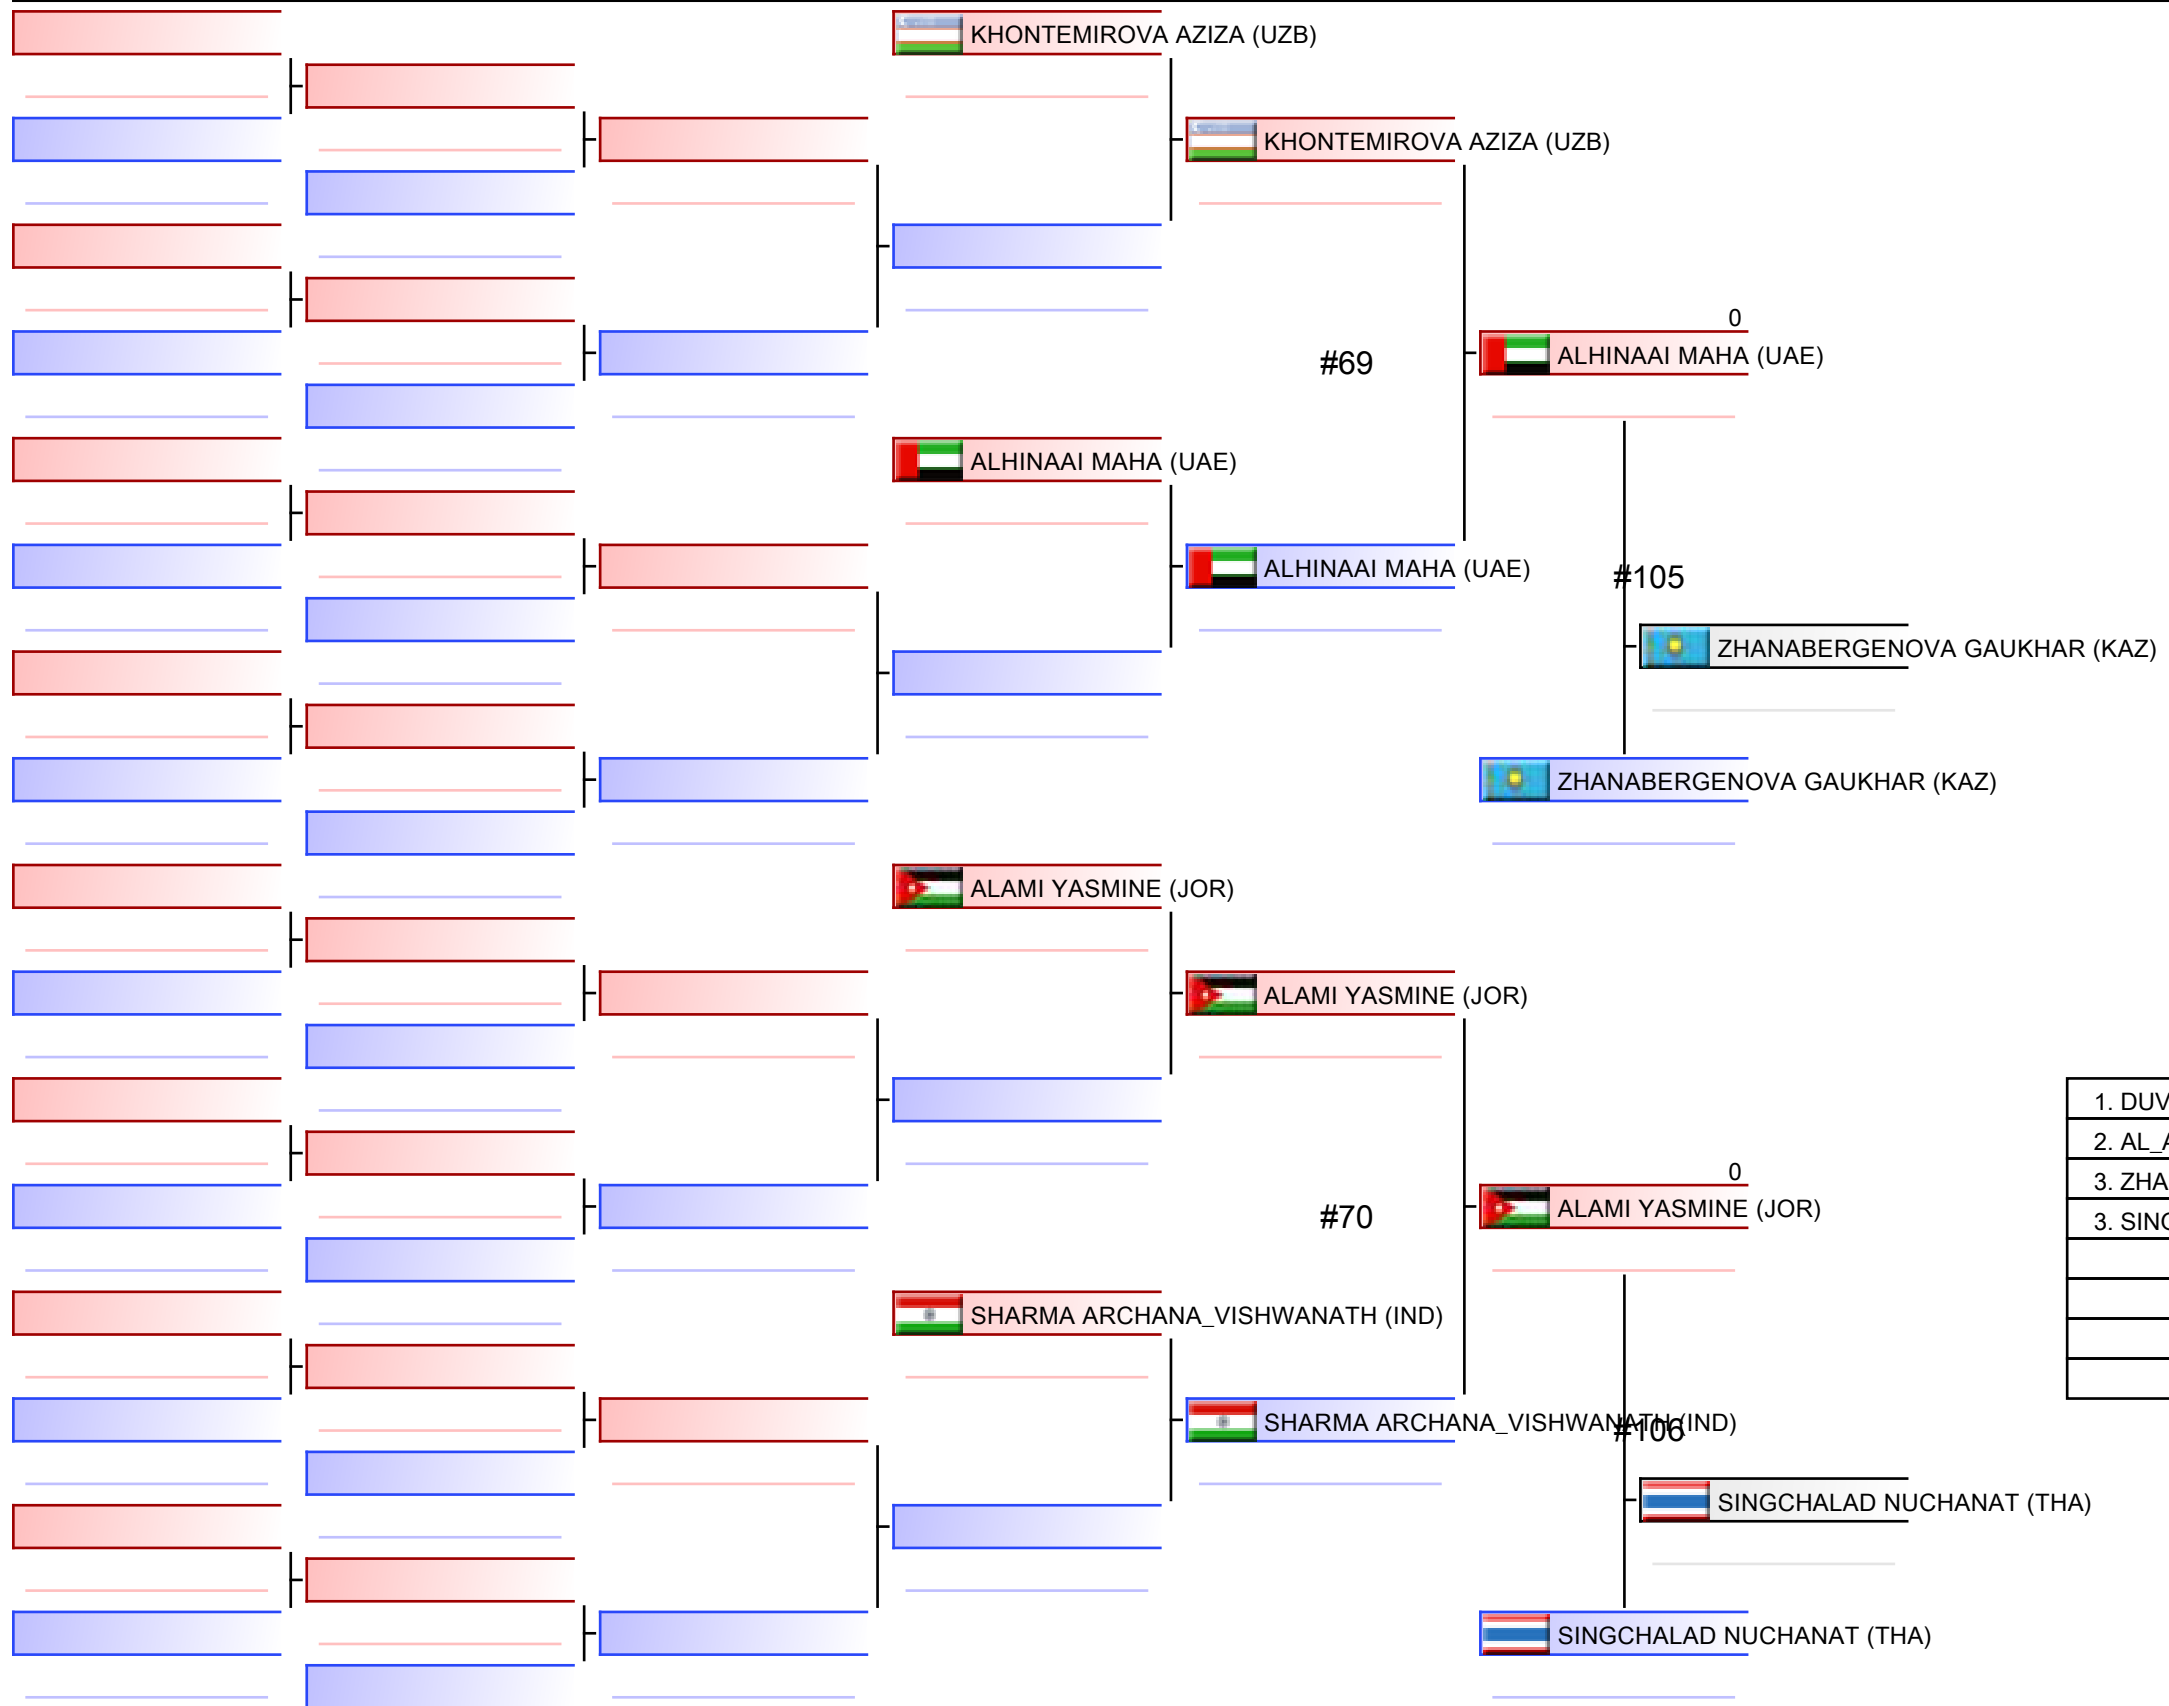 KHONTEMIROVA AZIZA (UZB)
KHONTEMIROVA AZIZA (UZB)
#69
0
ALHINAAI MAHA (UAE)
ALHINAAI MAHA (UAE)
ALHINAAI MAHA (UAE)
#105
ZHANABERGENOVA GAUKHAR (KAZ)
ZHANABERGENOVA GAUKHAR (KAZ)
ALAMI YASMINE (JOR)
ALAMI YASMINE (JOR)
#70
0
ALAMI YASMINE (JOR)
SHARMA ARCHANA_VISHWANATH (IND)
SHARMA ARCHANA_VISHWANATH (IND)
#106
SINGCHALAD NUCHANAT (THA)
SINGCHALAD NUCHANAT (THA)
1. DUV
2. AL_
3. ZHA
3. SIN